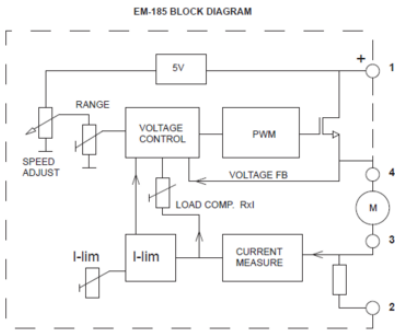 EM-185 BLOCK DIAGRAM
5V
+
1
RANGE
SPEED
ADJUST
VOLTAGE
CONTROL
PWM
VOLTAGE FB
4
M
LOAD COMP. RxI
3
I-lim
I-lim
CURRENT
MEASURE
2